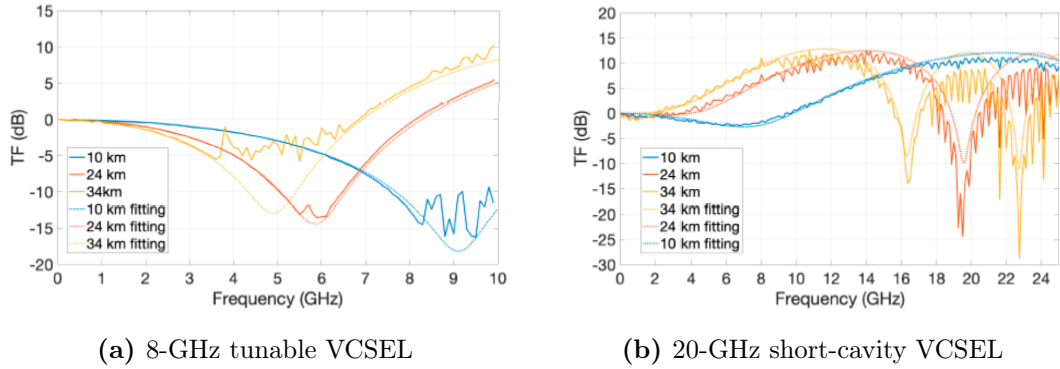 15
10
5
0
-5
-10
-15
-20
TF (dB)
10 km
24 km
34km
10 km fitting
24 km fitting
34 km fitting
0 1 2 3 4 5 6 7 8 9 10
Frequency (GHz)
(a) 8-GHz tunable VCSEL
20
15
10
5
0
-5
-10
-15
-20
-25
-30
TF (dB)
10 km
24 km
34 km
34 km fitting
24 km fitting
10 km fitting
0 2 4 6 8 10 12 14 16 18 20 22 24
Frequency (GHz)
(b) 20-GHz short-cavity VCSEL